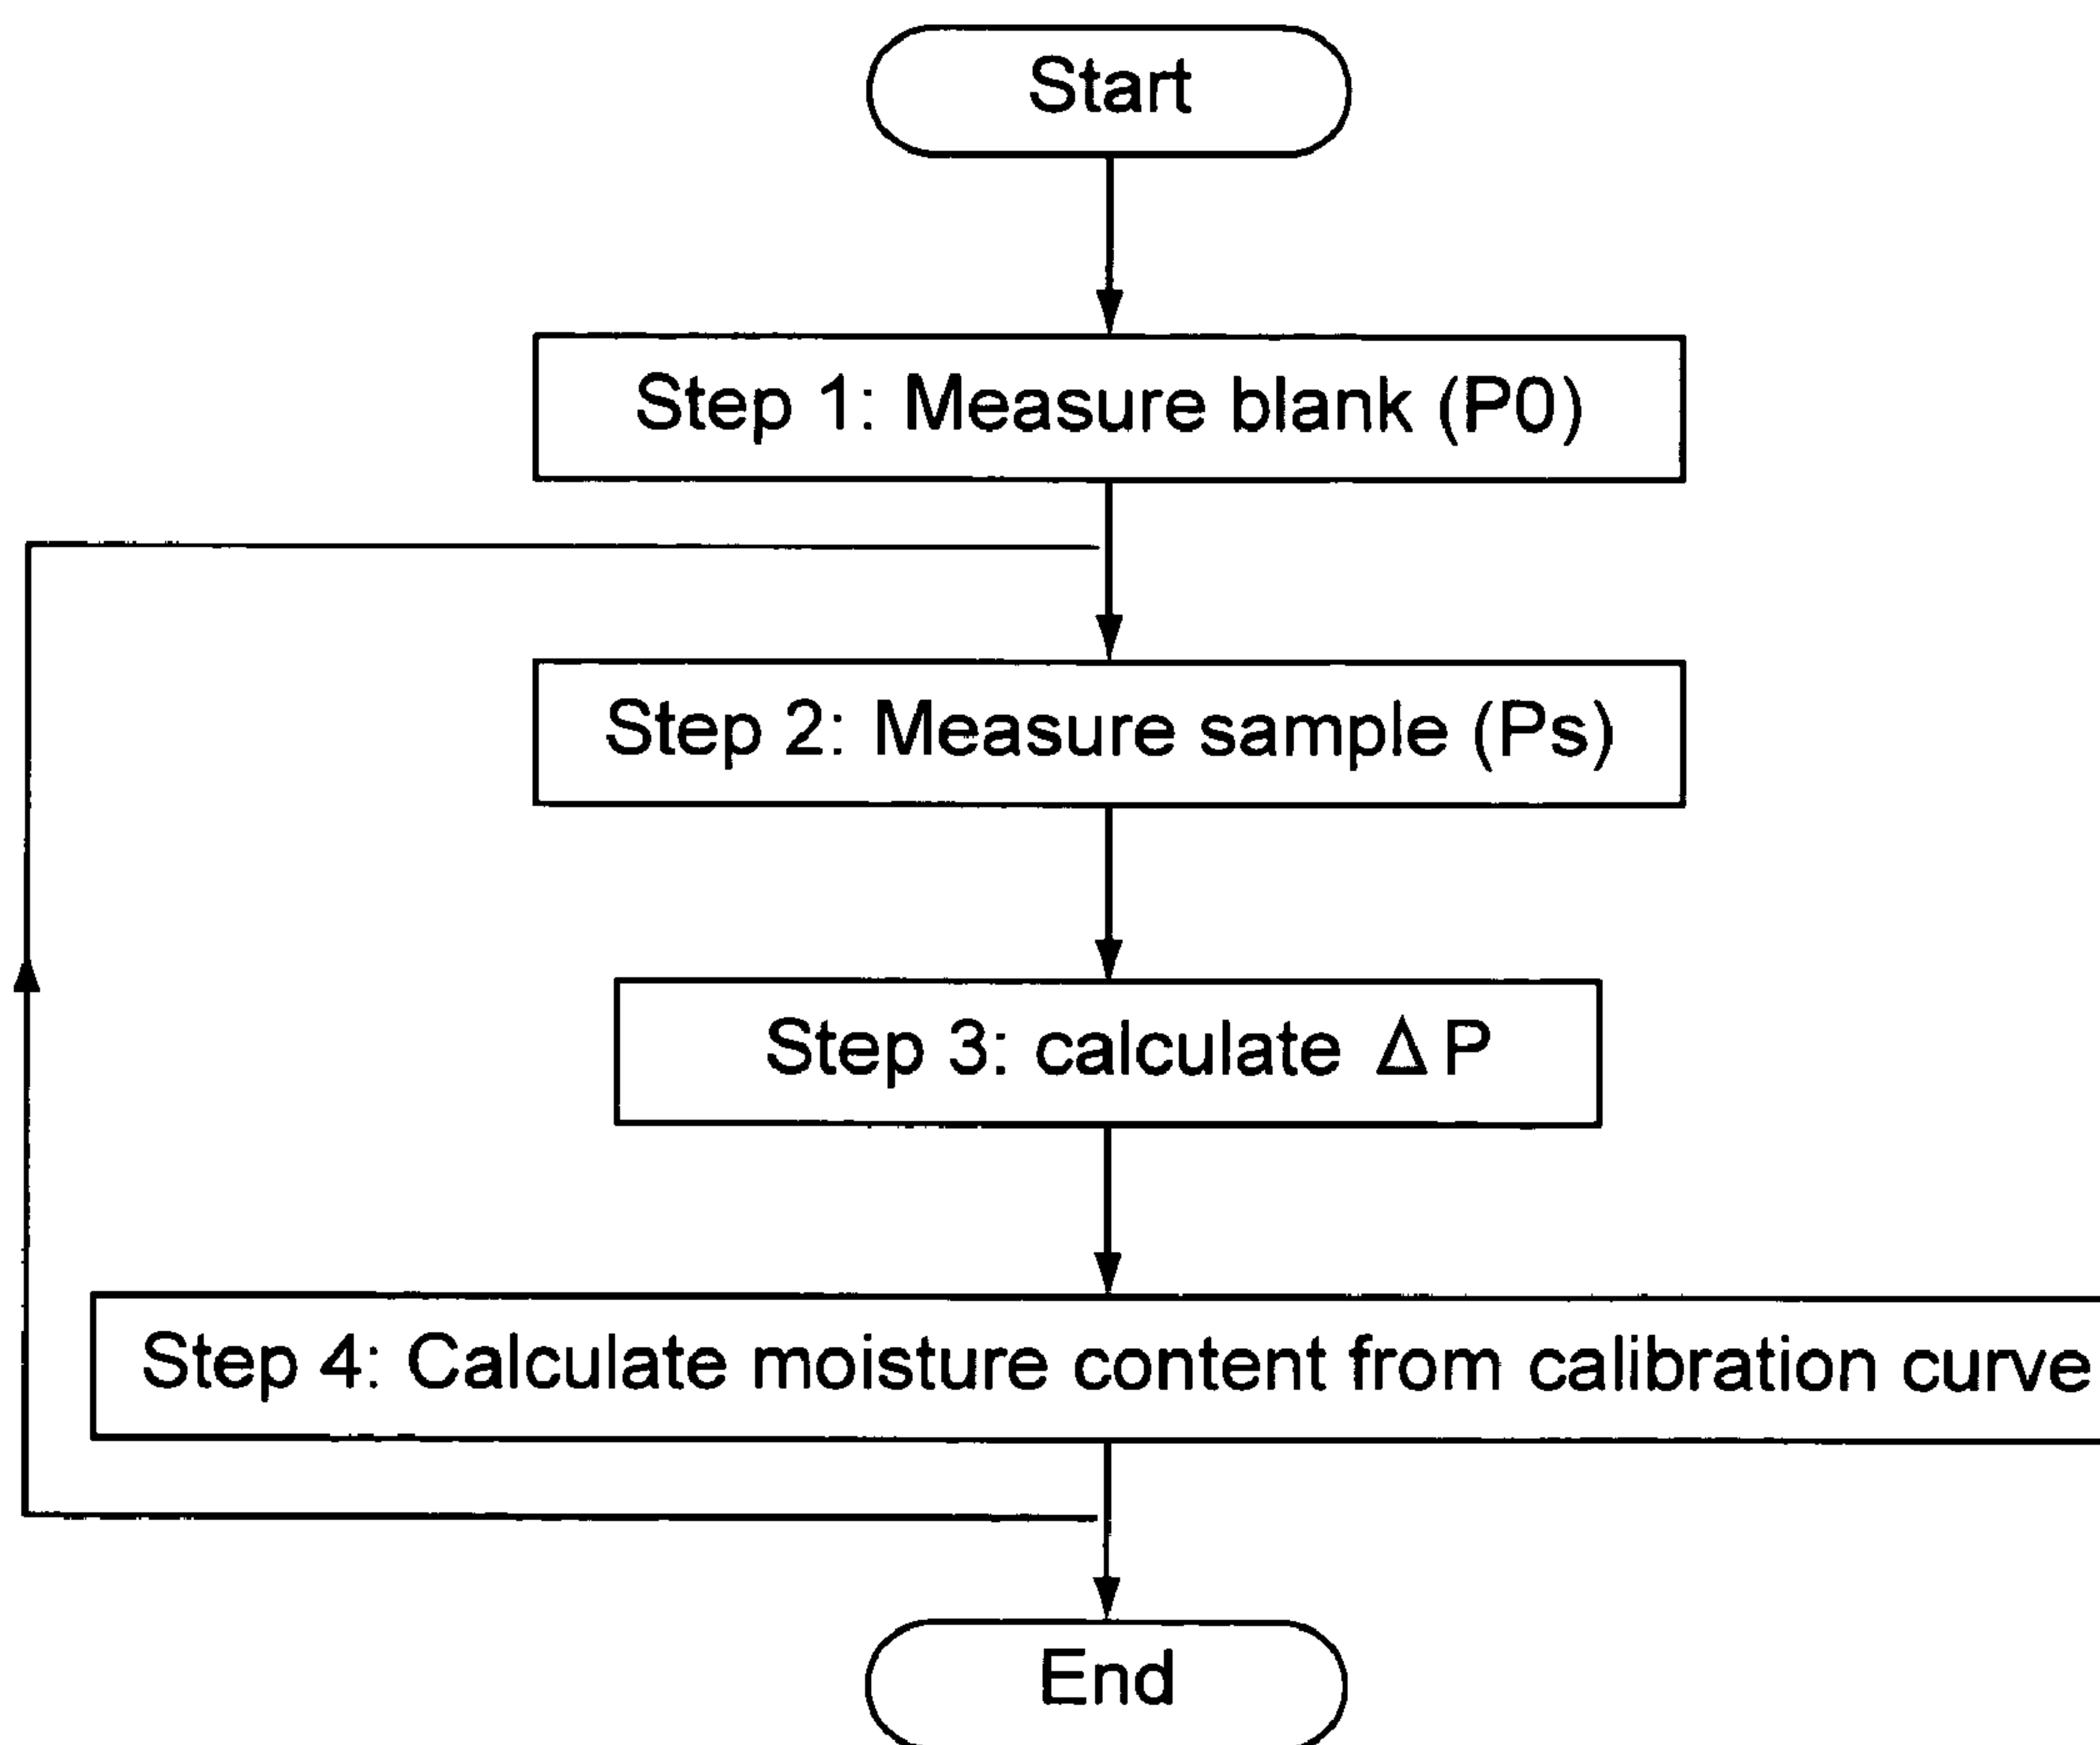 Start
Step 1: Measure blank (P0)
Step 2: Measure sample (Ps)
Step 3: calculate ΔP
Step 4: Calculate moisture content from calibration curve
End